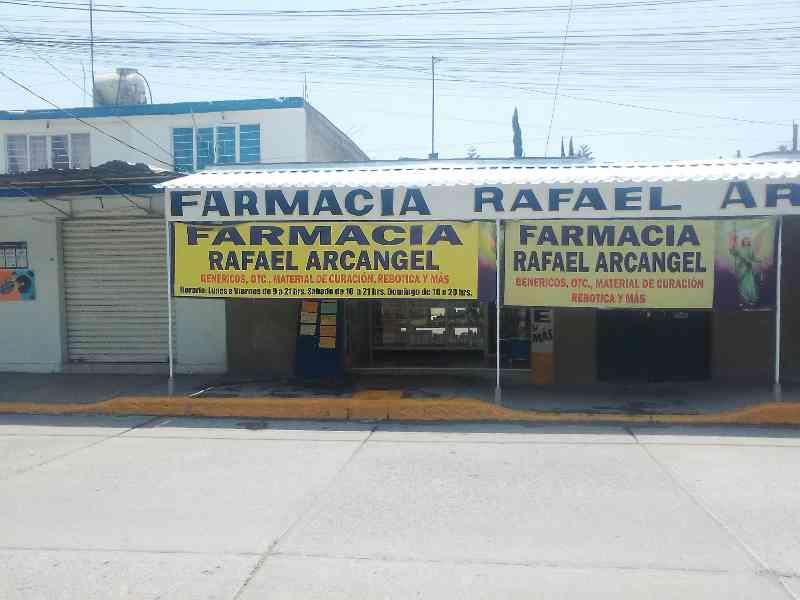 FARMACIA RAFAEL AR
FARMACIA
RAFAEL ARCANGEL
GENERICOS, OTC., MATERIAL DE CURACIÓN, REBOTICA Y MÁS
Horario: Lunes a Viernes de 9 a 21 hrs. Sábado de 10 a 21 hrs. Domingo de 10 a 20 hrs.
FARMACIA
RAFAEL ARCANGEL
GENERICOS, OTC., MATERIAL DE CURACIÓN
REBOTICA Y MÁS
E
Y
MAS